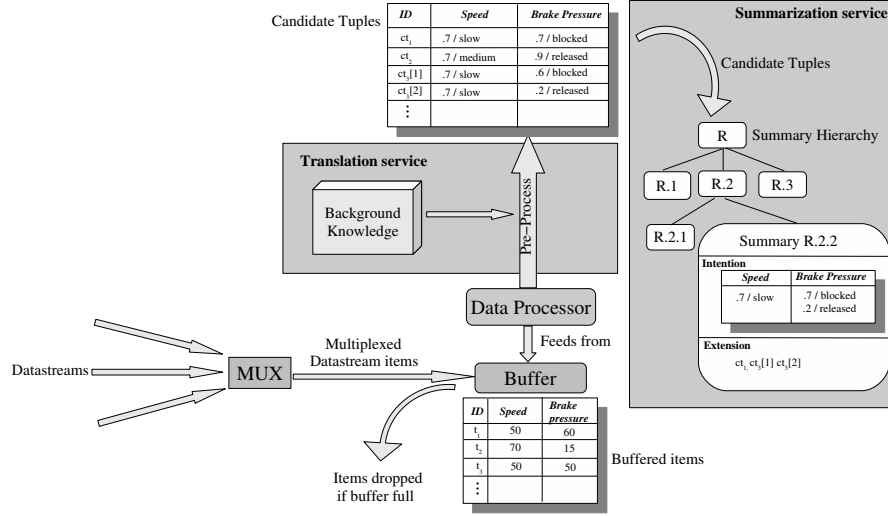 Candidate Tuples
ID Speed Brake Pressure
ct1 .7 / slow .7 / blocked
ct2 .7 / medium .9 / released
ct3[1] .7 / slow .6 / blocked
ct3[2] .7 / slow .2 / released
⋮
Translation service
Background
Knowledge
Pre−Process
Data Processor
Feeds from
Datastreams
MUX
Multiplexed
Datastream items
Buffer
Items dropped
if buffer full
ID Speed Brake
pressure
t1 50 60
t2 70 15
t3 50 50
⋮
Buffered items
Summarization service
Candidate Tuples
R
Summary Hierarchy
R.1 R.2 R.3
R.2.1
Summary R.2.2
Intention
Speed Brake Pressure
.7 / slow .7 / blocked
.2 / released
Extension
ct1, ct3[1] ct3[2]